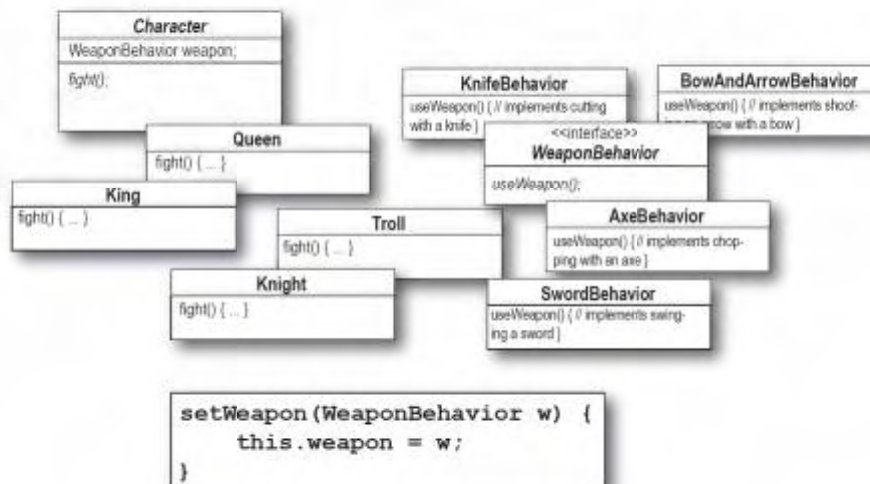 Character
WeaponBehavior weapon;
fight();
KnifeBehavior
useWeapon() { // implements cutting
with a knife }
BowAndArrowBehavior
useWeapon() { // implements shoot-
arrow with a bow }
<<interface>>
WeaponBehavior
useWeapon();
Queen
fight() { ... }
King
fight() { ... }
Troll
fight() { ... }
AxeBehavior
useWeapon() { // implements chop-
ping with an axe }
Knight
fight() { ... }
SwordBehavior
useWeapon() { // implements swing-
ing a sword }
setWeapon(WeaponBehavior w) {
this.weapon = w;
}